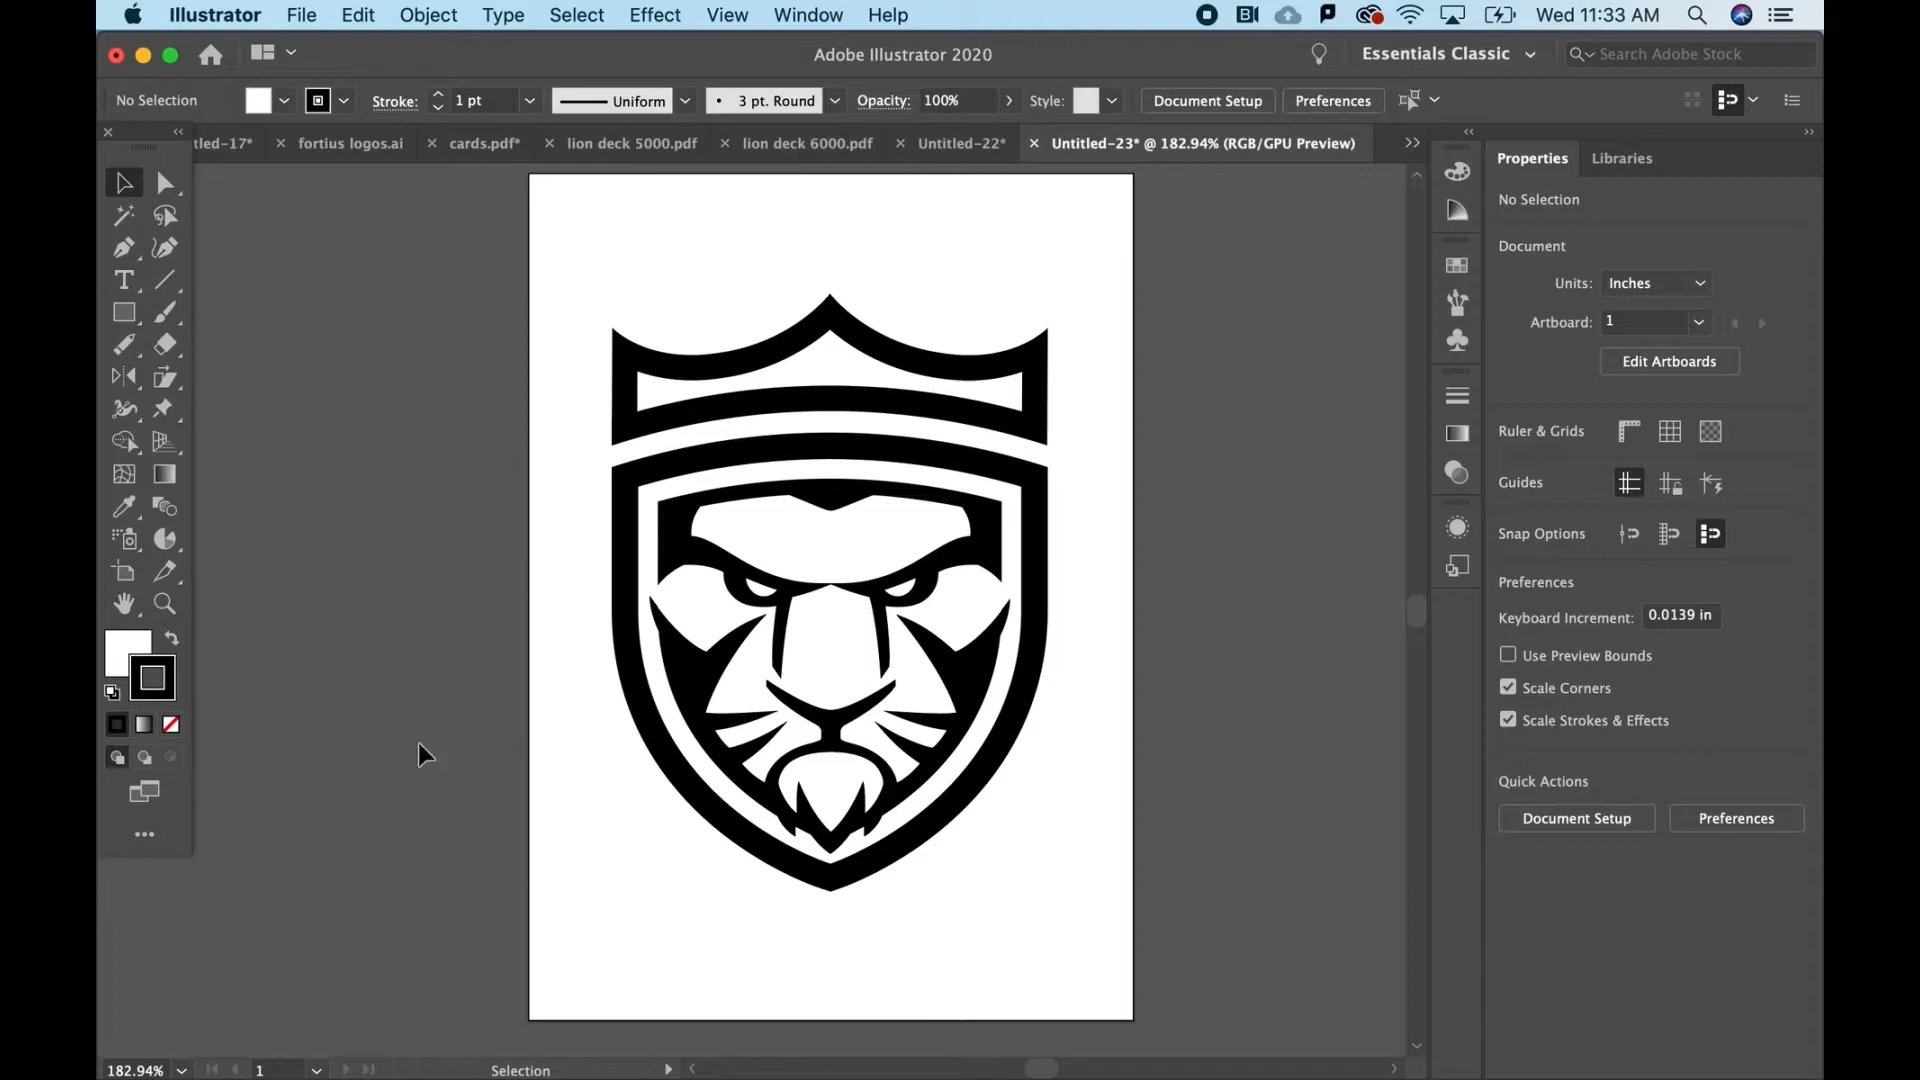 Illustrator File Edit Object Type Select Effect View Window Help Wed 11:33 AM
Adobe Illustrator 2020 Essentials Classic Search Adobe Stock
No Selection Stroke: 1 pt Uniform 3 pt. Round Opacity: 100% Style: Document Setup Preferences
tled-17* fortius logos.ai cards.pdf* lion deck 5000.pdf lion deck 6000.pdf Untitled-22* Untitled-23* @ 182.94% (RGB/GPU Preview)
Properties Libraries
No Selection
Document
Units: Inches
Artboard: 1
Edit Artboards
Ruler & Grids
Guides
Snap Options
Preferences
Keyboard Increment: 0.0139 in
Use Preview Bounds
Scale Corners
Scale Strokes & Effects
Quick Actions
Document Setup Preferences
182.94% 1 Selection